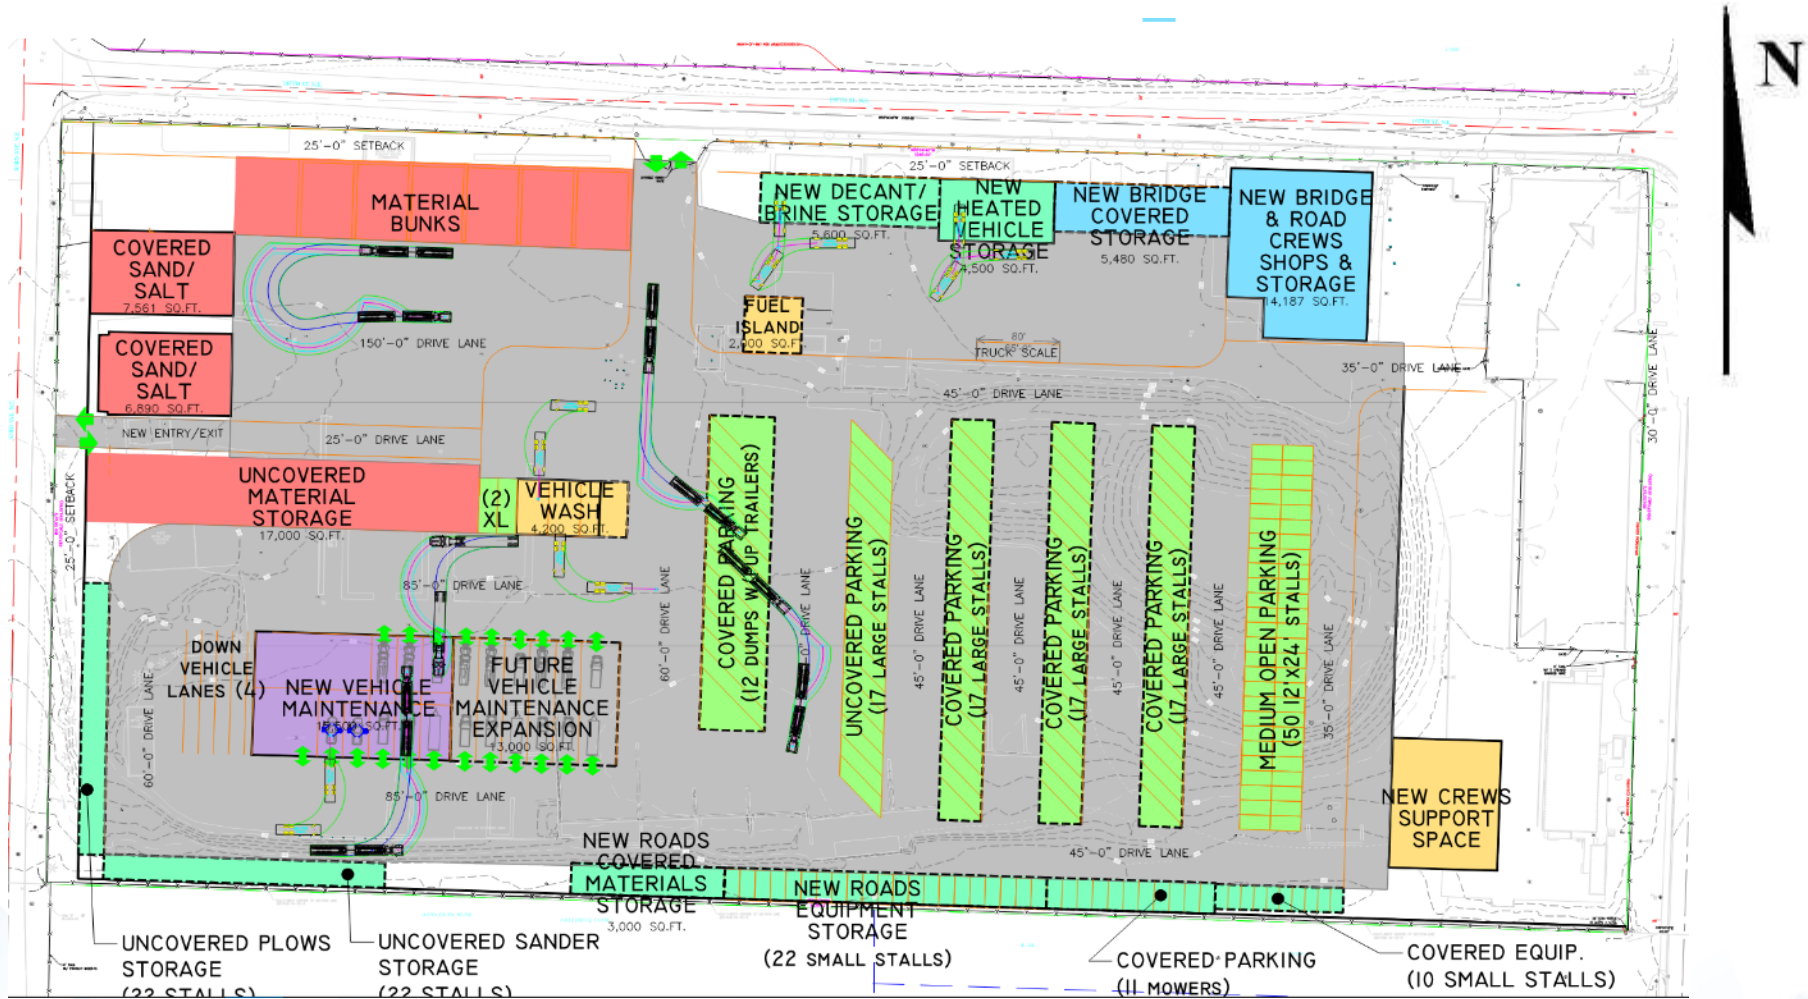 N
25'-0" SETBACK
25'-0" SETBACK
MATERIAL
BUNKS
NEW DECANT/
BRINE STORAGE
5,600 SQ.FT.
NEW
HEATED
VEHICLE
STORAGE
4,500 SQ.FT.
NEW BRIDGE
COVERED
STORAGE
5,480 SQ.FT.
NEW BRIDGE
& ROAD
CREWS
SHOPS &
STORAGE
14,187 SQ.FT.
COVERED
SAND/
SALT
7,561 SQ.FT.
FUEL
ISLAND
2,000 SQ.FT.
150'-0" DRIVE LANE
80'
TRUCK SCALE
35'-0" DRIVE LANE
30'-0" DRIVE LANE
COVERED
SAND/
SALT
6,890 SQ.FT.
45'-0" DRIVE LANE
NEW ENTRY/EXIT
25'-0" DRIVE LANE
UNCOVERED
MATERIAL
STORAGE
17,000 SQ.FT.
(2)
XL
VEHICLE
WASH
4,200 SQ.FT.
25'-0" SETBACK
85'-0" DRIVE LANE
60'-0" DRIVE LANE
COVERED PARKING
(12 DUMPS W/PUP TRAILERS)
DRIVE LANE
UNCOVERED PARKING
(17 LARGE STALLS)
45'-0" DRIVE LANE
COVERED PARKING
(17 LARGE STALLS)
45'-0" DRIVE LANE
COVERED PARKING
(17 LARGE STALLS)
45'-0" DRIVE LANE
COVERED PARKING
(17 LARGE STALLS)
45'-0" DRIVE LANE
MEDIUM OPEN PARKING
(50 12'X24' STALLS)
35'-0" DRIVE LANE
DOWN
VEHICLE
LANES (4)
60'-0" DRIVE LANE
NEW VEHICLE
MAINTENANCE
SQ.FT.
FUTURE
VEHICLE
MAINTENANCE
EXPANSION
13,000 SQ.FT.
85'-0" DRIVE LANE
NEW CREWS
SUPPORT
SPACE
45'-0" DRIVE LANE
NEW ROADS
COVERED
MATERIALS
STORAGE
3,000 SQ.FT.
NEW ROADS
EQUIPMENT
STORAGE
(22 SMALL STALLS)
UNCOVERED PLOWS
STORAGE
(22 STALLS)
UNCOVERED SANDER
STORAGE
(22 STALLS)
COVERED PARKING
(11 MOWERS)
COVERED EQUIP.
(10 SMALL STALLS)